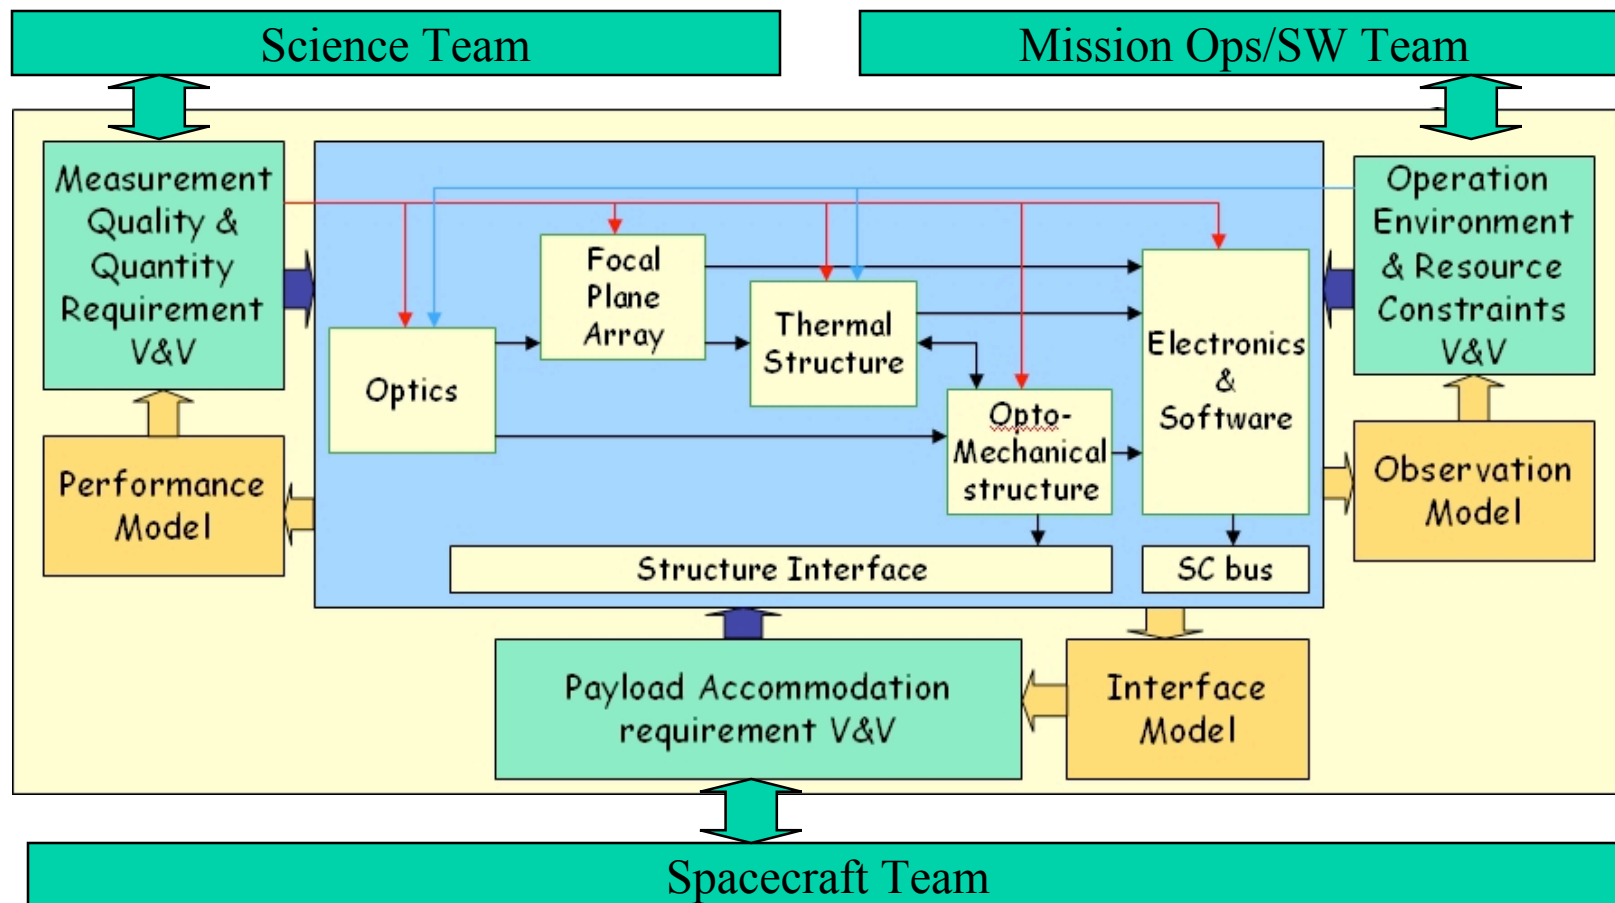 Science Team
Mission Ops/SW Team
Measurement
Quality &
Quantity
Requirement
V&V
Operation
Environment
& Resource
Constraints
V&V
Focal
Plane
Array
Thermal
Structure
Electronics
&
Software
Optics
Opto-
Mechanical
structure
Performance
Model
Observation
Model
Structure Interface
SC bus
Payload Accommodation
requirement V&V
Interface
Model
Spacecraft Team